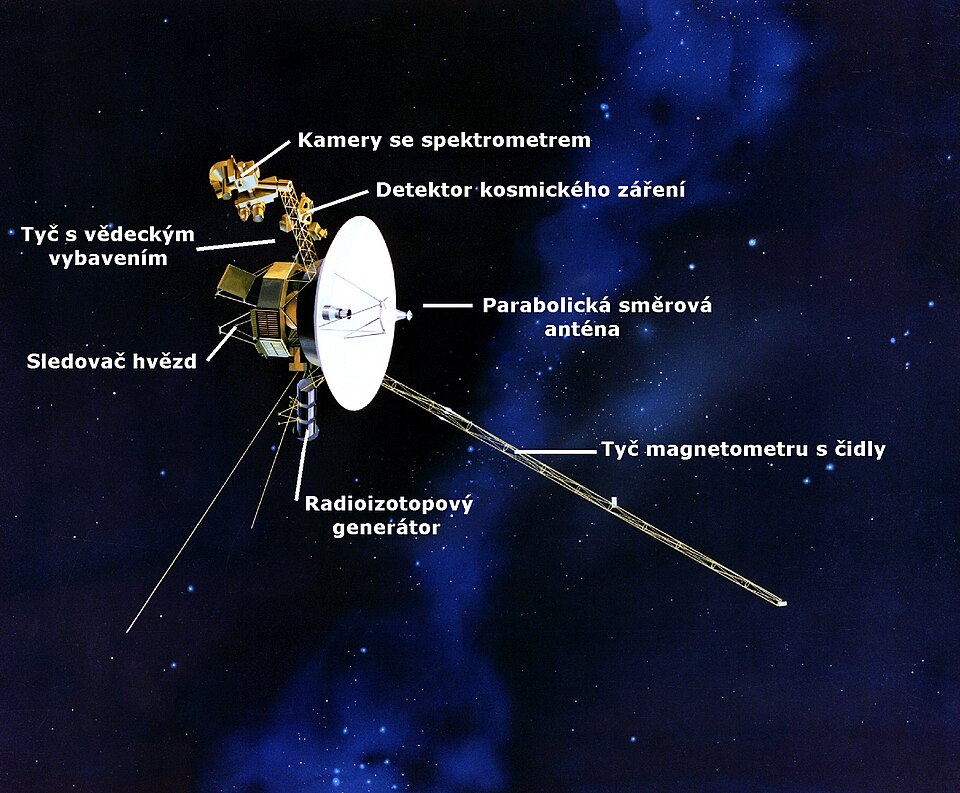 Kamery se spektrometrem
Detektor kosmického záření
Tyč s vědeckým
vybavením
Parabolická směrová
anténa
Sledovač hvězd
Tyč magnetometru s čidly
Radioizotopový
generátor